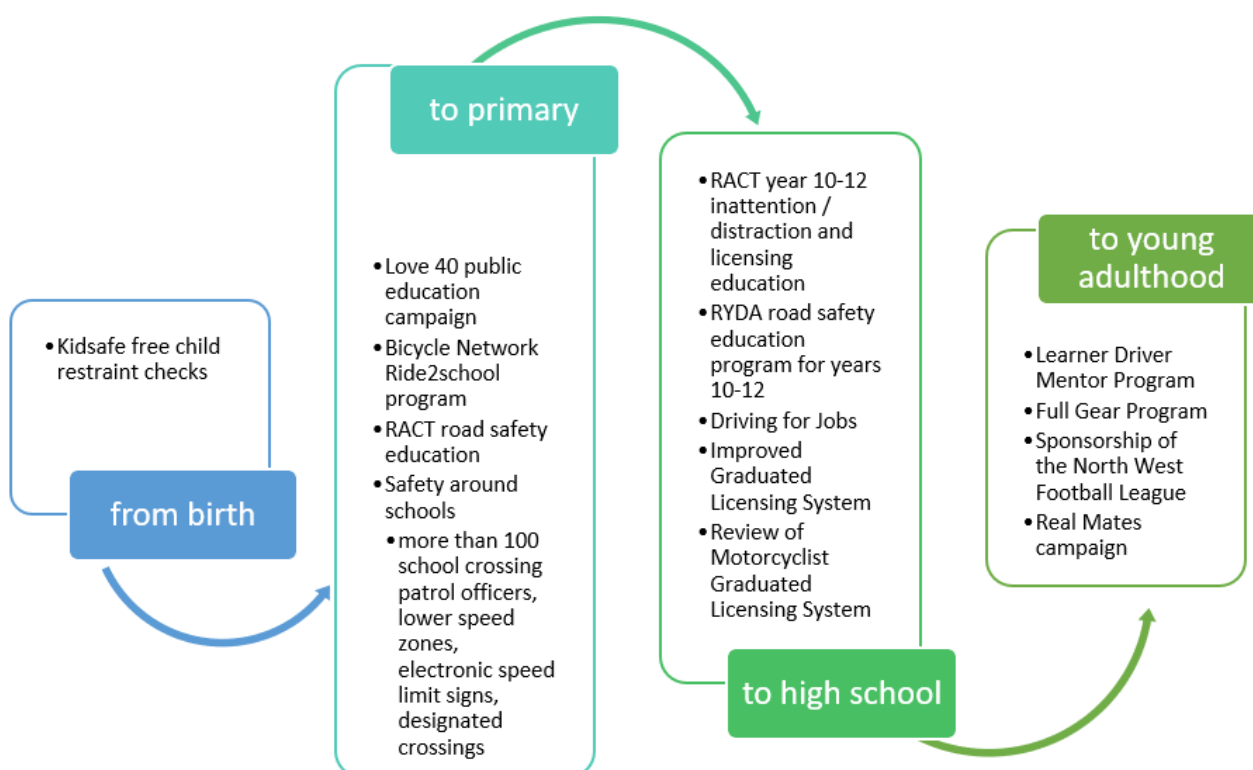 • Kidsafe free child
restraint checks
from birth
to primary
• Love 40 public
education
campaign
• Bicycle Network
Ride2school
program
• RACT road safety
education
• Safety around
schools
• more than 100
school crossing
patrol officers,
lower speed
zones,
electronic speed
limit signs,
designated
crossings
• RACT year 10-12
inattention /
distraction and
licensing
education
• RYDA road safety
education
program for years
10-12
• Driving for Jobs
• Improved
Graduated
Licensing System
• Review of
Motorcyclist
Graduated
Licensing System
to high school
to young
adulthood
• Learner Driver
Mentor Program
• Full Gear Program
• Sponsorship of
the North West
Football League
• Real Mates
campaign